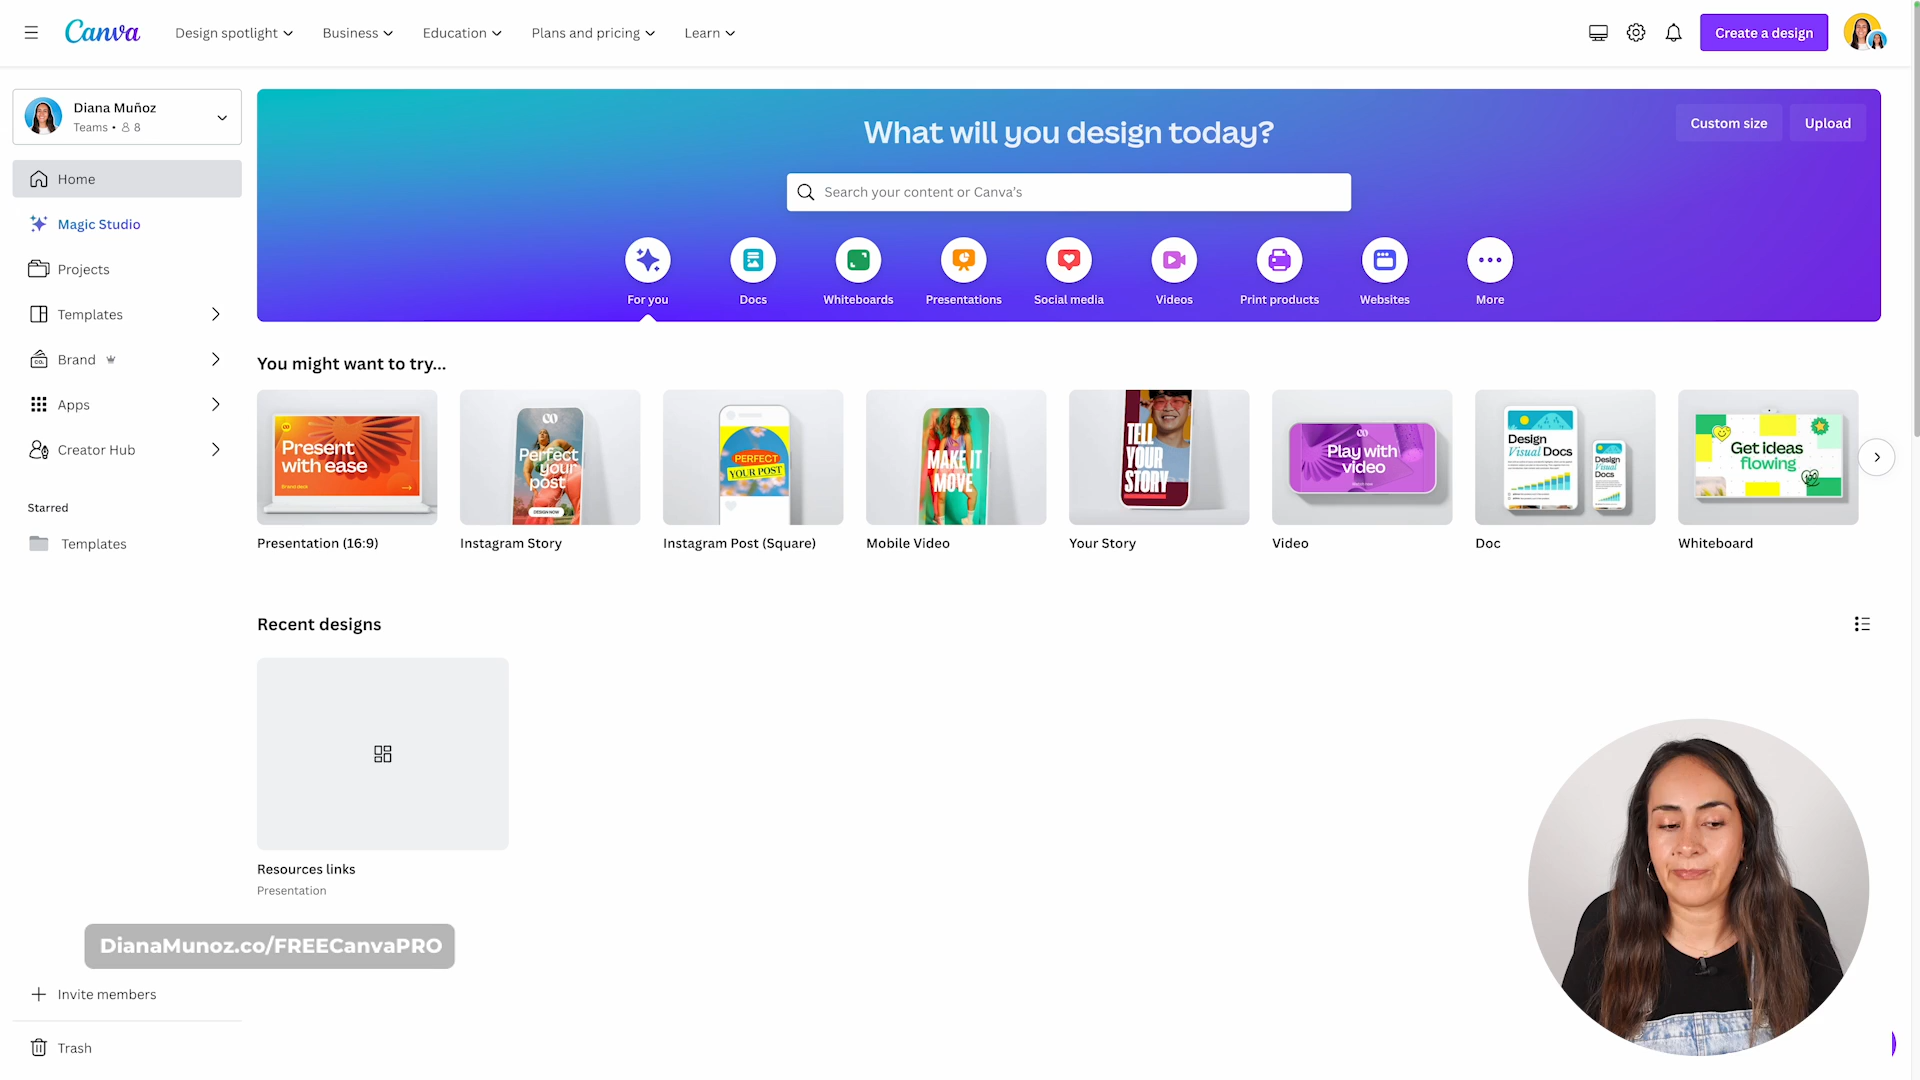 Canva
Design spotlight
Business
Education
Plans and pricing
Learn
Create a design
Diana Muñoz
Teams • 8
Home
Magic Studio
Projects
Templates
Brand
Apps
Creator Hub
Starred
Templates
What will you design today?
Custom size
Upload
Search your content or Canva's
For you
Docs
Whiteboards
Presentations
Social media
Videos
Print products
Websites
More
You might want to try...
Present
with ease
Perfect
your
post
DESIGN NOW
PERFECT
YOUR POST
MAKE IT
MOVE
TELL
YOUR
STORY
Play with
video
Design
Visual Docs
Design
Visual Docs
Get ideas
flowing
Presentation (16:9)
Instagram Story
Instagram Post (Square)
Mobile Video
Your Story
Video
Doc
Whiteboard
Recent designs
Resources links
Presentation
DianaMunoz.co/FREECanvaPRO
Invite members
Trash